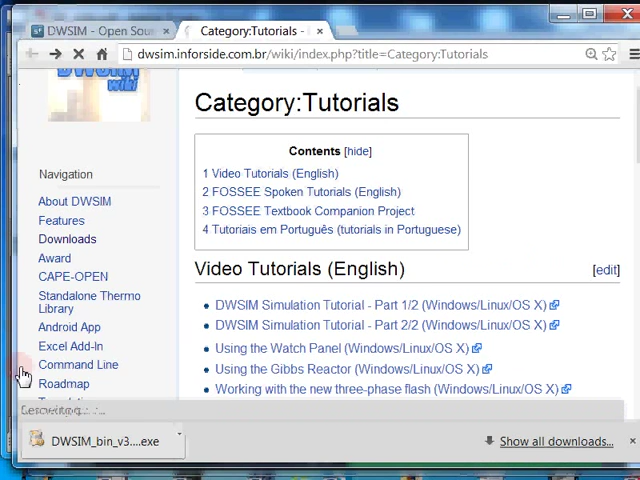 DWSIM - Open Sour
Category:Tutorials -
dwsim.inforside.com.br/wiki/index.php?title=Category:Tutorials
DWSIM
wiki
Category:Tutorials
Contents [hide]
1 Video Tutorials (English)
2 FOSSEE Spoken Tutorials (English)
3 FOSSEE Textbook Companion Project
4 Tutoriais em Português (tutorials in Portuguese)
Navigation
About DWSIM
Features
Downloads
Award
CAPE-OPEN
Standalone Thermo
Library
Android App
Excel Add-In
Command Line
Roadmap
Video Tutorials (English) [edit]
DWSIM Simulation Tutorial - Part 1/2 (Windows/Linux/OS X)
DWSIM Simulation Tutorial - Part 2/2 (Windows/Linux/OS X)
Using the Watch Panel (Windows/Linux/OS X)
Using the Gibbs Reactor (Windows/Linux/OS X)
Working with the new three-phase flash (Windows/Linux/OS X)
DWSIM_bin_v3....exe
Show all downloads...